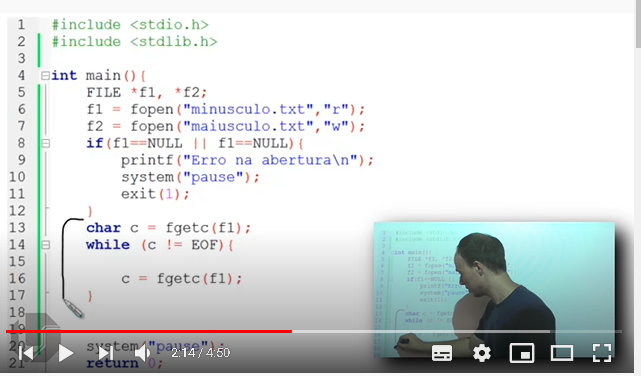 1 #include <stdio.h>
2 #include <stdlib.h>
3
4 int main(){
5 FILE *f1, *f2;
6 f1 = fopen("minusculo.txt","r");
7 f2 = fopen("maiusculo.txt","w");
8 if(f1==NULL || f1==NULL){
9 printf("Erro na abertura\n");
10 system("pause");
11 exit(1);
12 }
13 char c = fgetc(f1);
14 while (c != EOF){
15
16 c = fgetc(f1);
17 }
18
19
20 system("pause");
21 return 0;
2:14 / 4:50